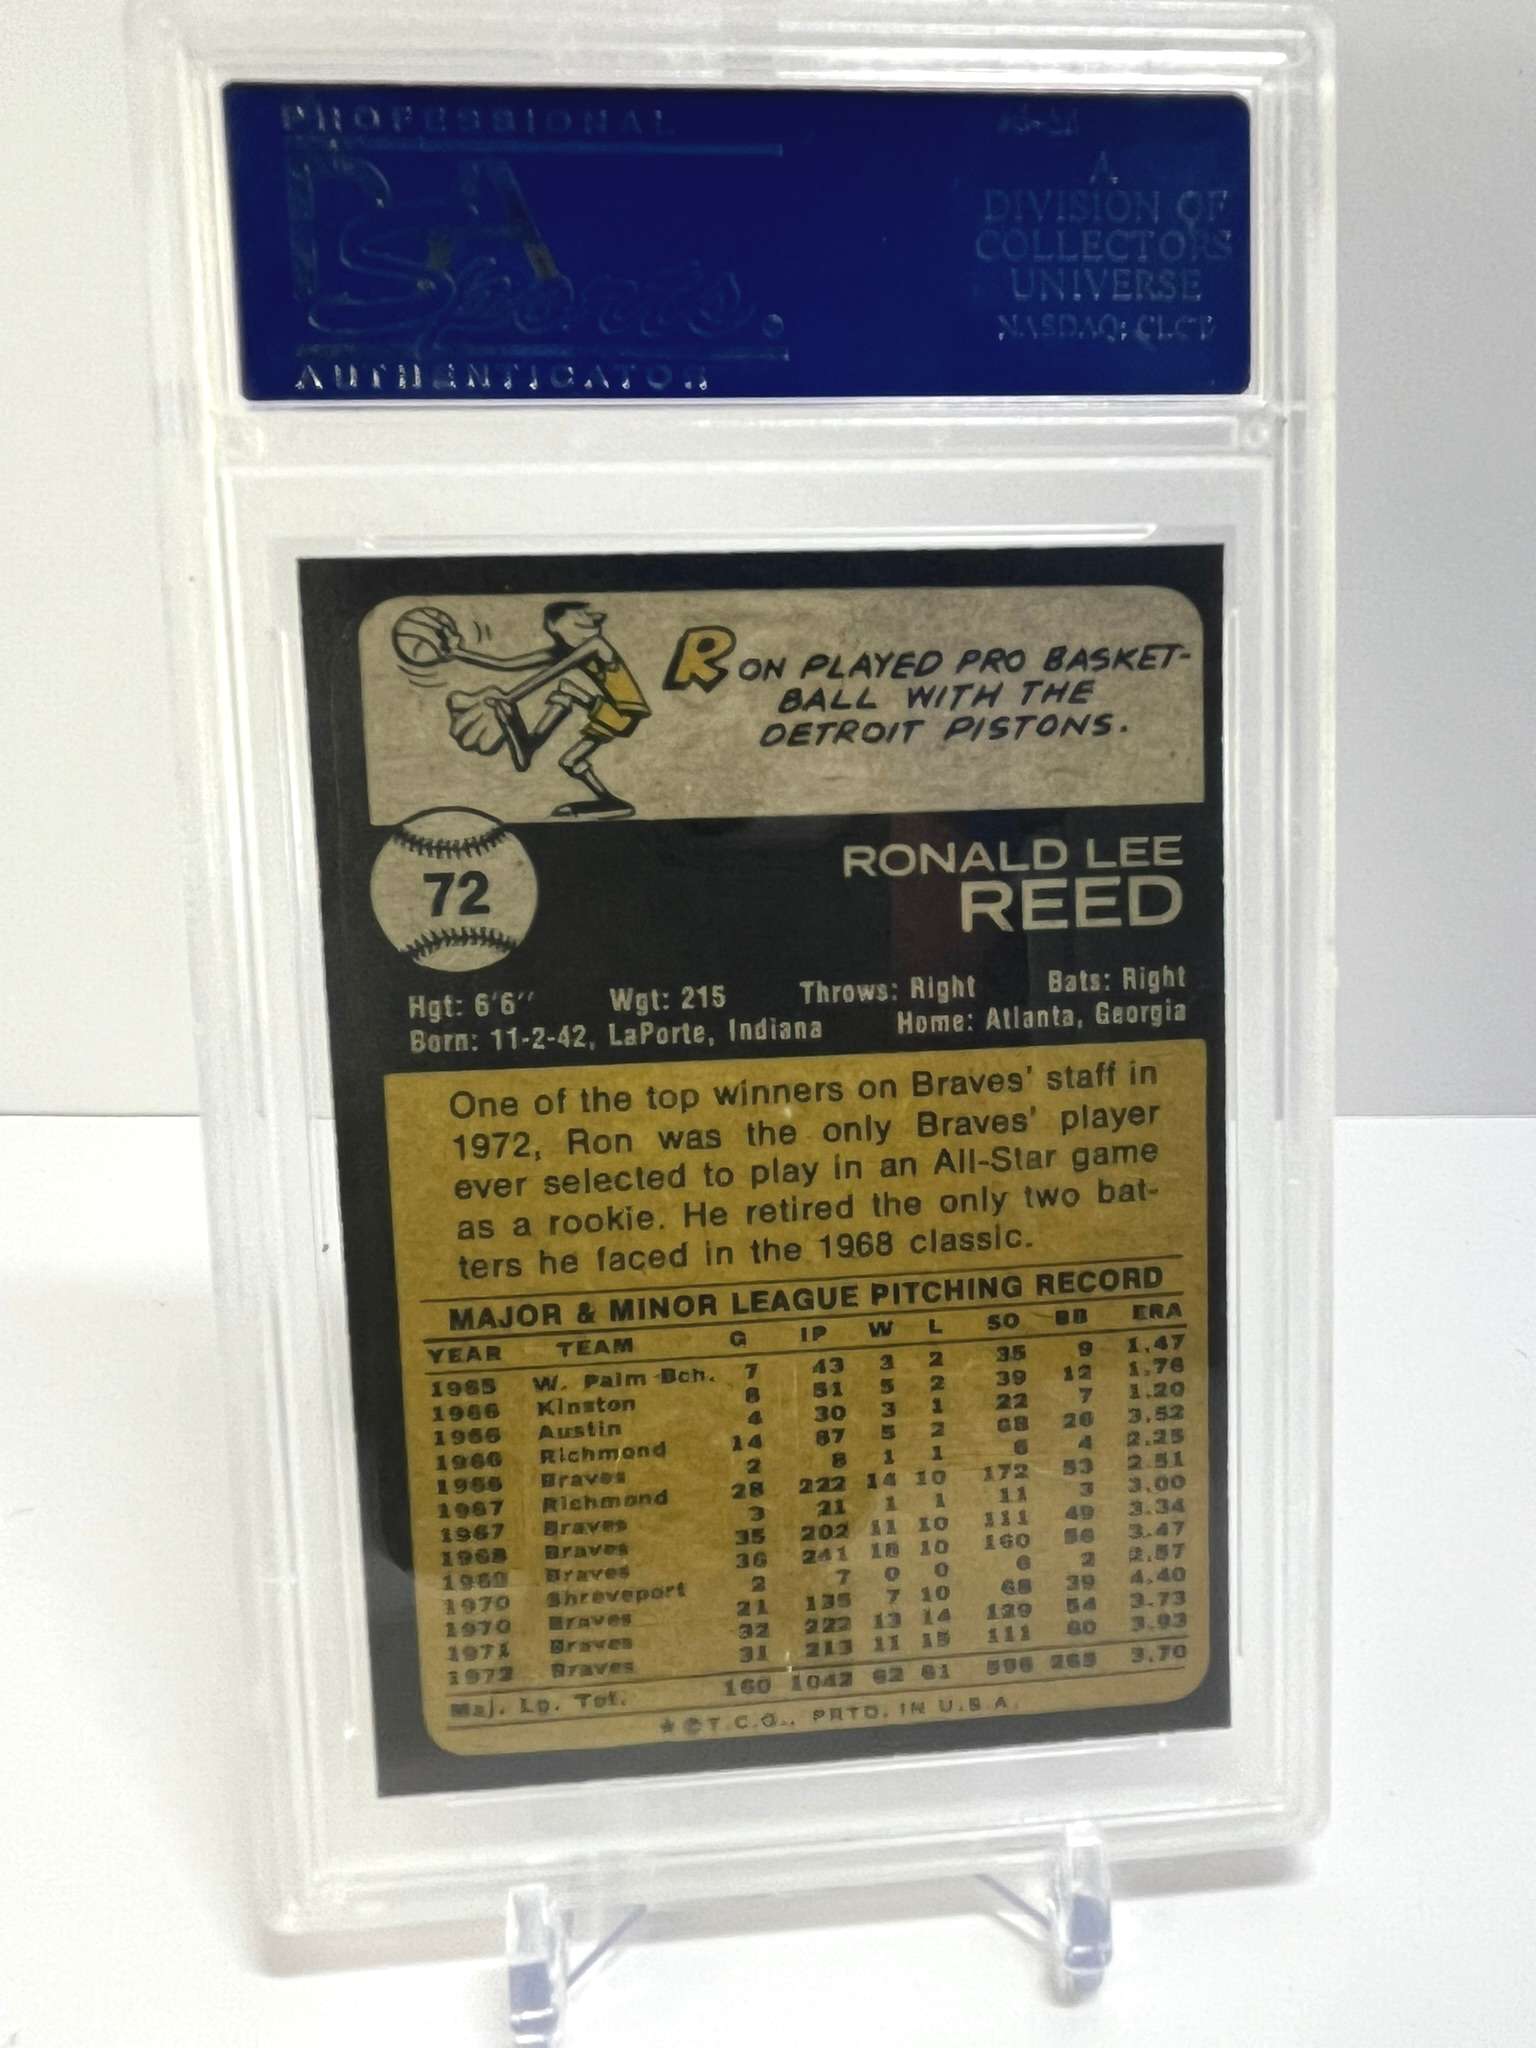 PROFESSIONAL
PSA
Sports.
AUTHENTICATOR
A
DIVISION OF
COLLECTORS
UNIVERSE
NASDAQ: CLCT
RON PLAYED PRO BASKET-
BALL WITH THE
DETROIT PISTONS.
72
RONALD LEE
REED
Hgt: 6'6" Wgt: 215 Throws: Right Bats: Right
Born: 11-2-42, LaPorte, Indiana Home: Atlanta, Georgia
One of the top winners on Braves' staff in
1972, Ron was the only Braves' player
ever selected to play in an All-Star game
as a rookie. He retired the only two bat-
ters he faced in the 1968 classic.
MAJOR & MINOR LEAGUE PITCHING RECORD
YEAR TEAM G IP W L SO BB ERA
1965 W. Palm Bch. 7 43 3 2 35 9 1.47
1966 Kinston 8 51 5 2 39 12 1.76
1966 Austin 4 30 3 1 22 7 1.20
1966 Richmond 14 87 5 2 68 26 3.52
1966 Braves 2 8 1 1 6 4 2.25
1967 Richmond 28 222 14 10 172 53 2.51
1967 Braves 3 21 1 1 11 3 3.00
1968 Braves 35 202 11 10 111 49 3.34
1969 Braves 36 241 18 10 160 56 3.47
1970 Shreveport 2 7 0 0 6 2 2.57
1970 Braves 21 135 7 10 68 39 4.40
1971 Braves 32 222 13 14 129 54 3.73
1972 Braves 31 213 11 15 111 60 3.93
Maj. Lg. Tot. 160 1042 62 61 596 265 3.70
★©T.C.G., PRTD. IN U.S.A.